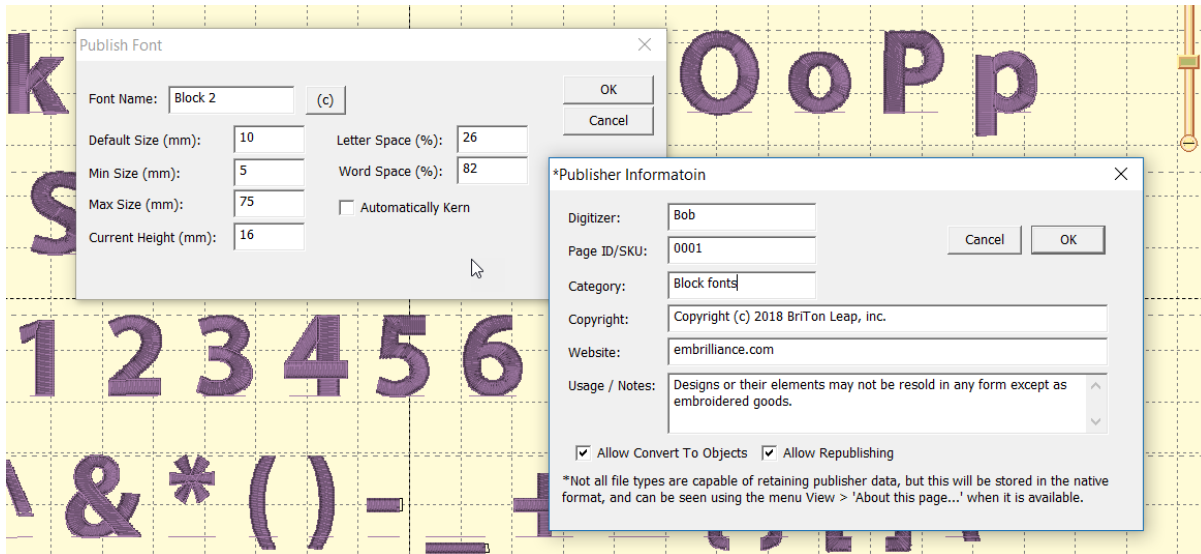 k O o P p
Publish Font
Font Name: Block 2 (c) OK
Default Size (mm): 10 Letter Space (%): 26 Cancel
Min Size (mm): 5 Word Space (%): 82
Max Size (mm): 75 Automatically Kern
Current Height (mm): 16
S
*Publisher Informatoin
Digitizer: Bob
Page ID/SKU: 0001 Cancel OK
Category: Block fonts
Copyright: Copyright (c) 2018 BriTon Leap, inc.
Website: embrilliance.com
Usage / Notes: Designs or their elements may not be resold in any form except as
embroidered goods.
Allow Convert To Objects Allow Republishing
*Not all file types are capable of retaining publisher data, but this will be stored in the native
format, and can be seen using the menu View > 'About this page...' when it is available.
1 2 3 4 5 6
^ & * ( ) - _ +